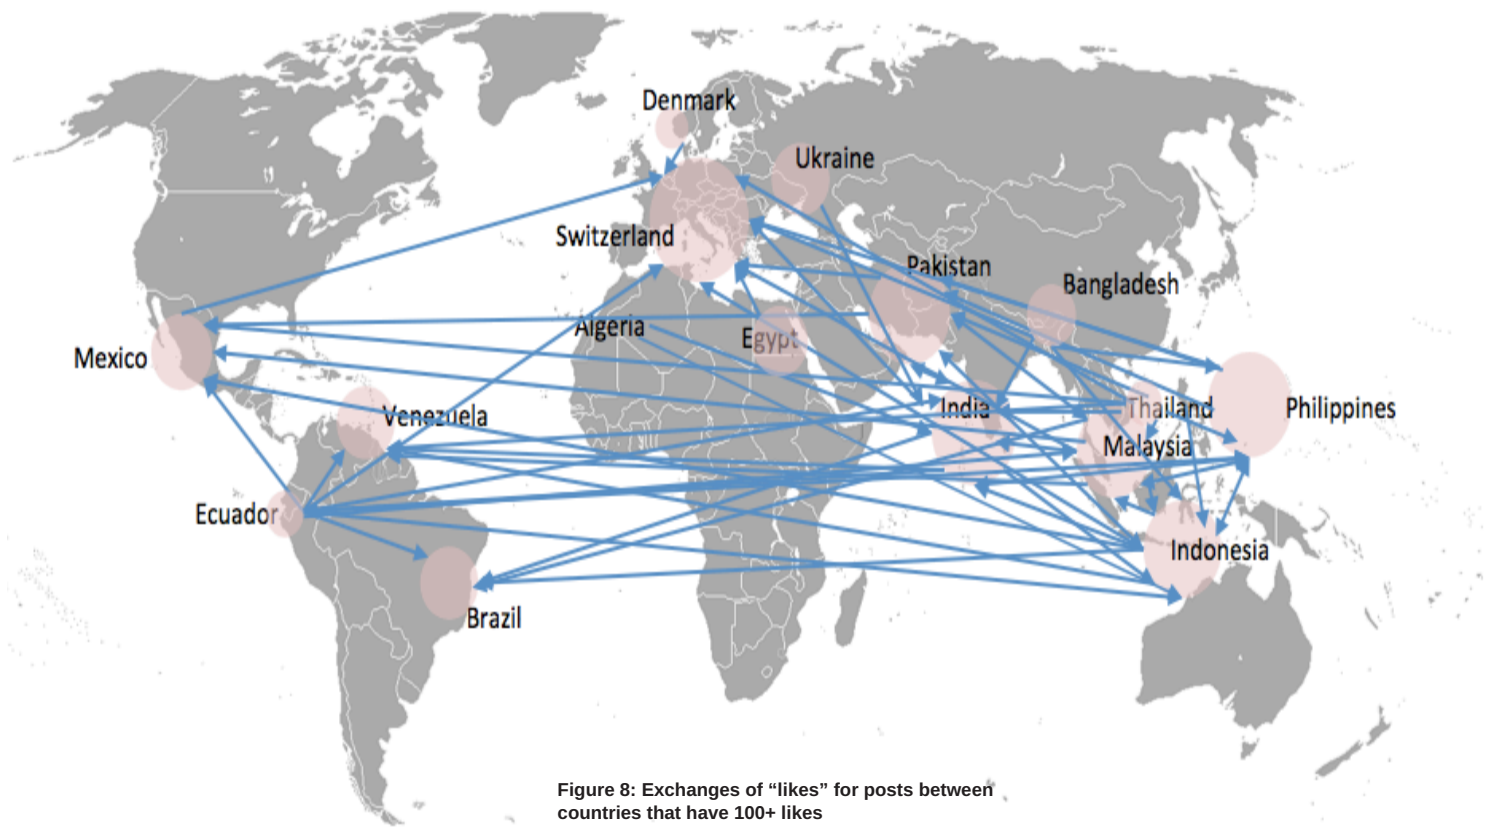 Denmark
Ukraine
Switzerland
Pakistan
Bangladesh
Algeria
Egypt
Mexico
Venezuela
India
Thailand
Philippines
Malaysia
Ecuador
Indonesia
Brazil
Figure 8: Exchanges of “likes” for posts between
countries that have 100+ likes